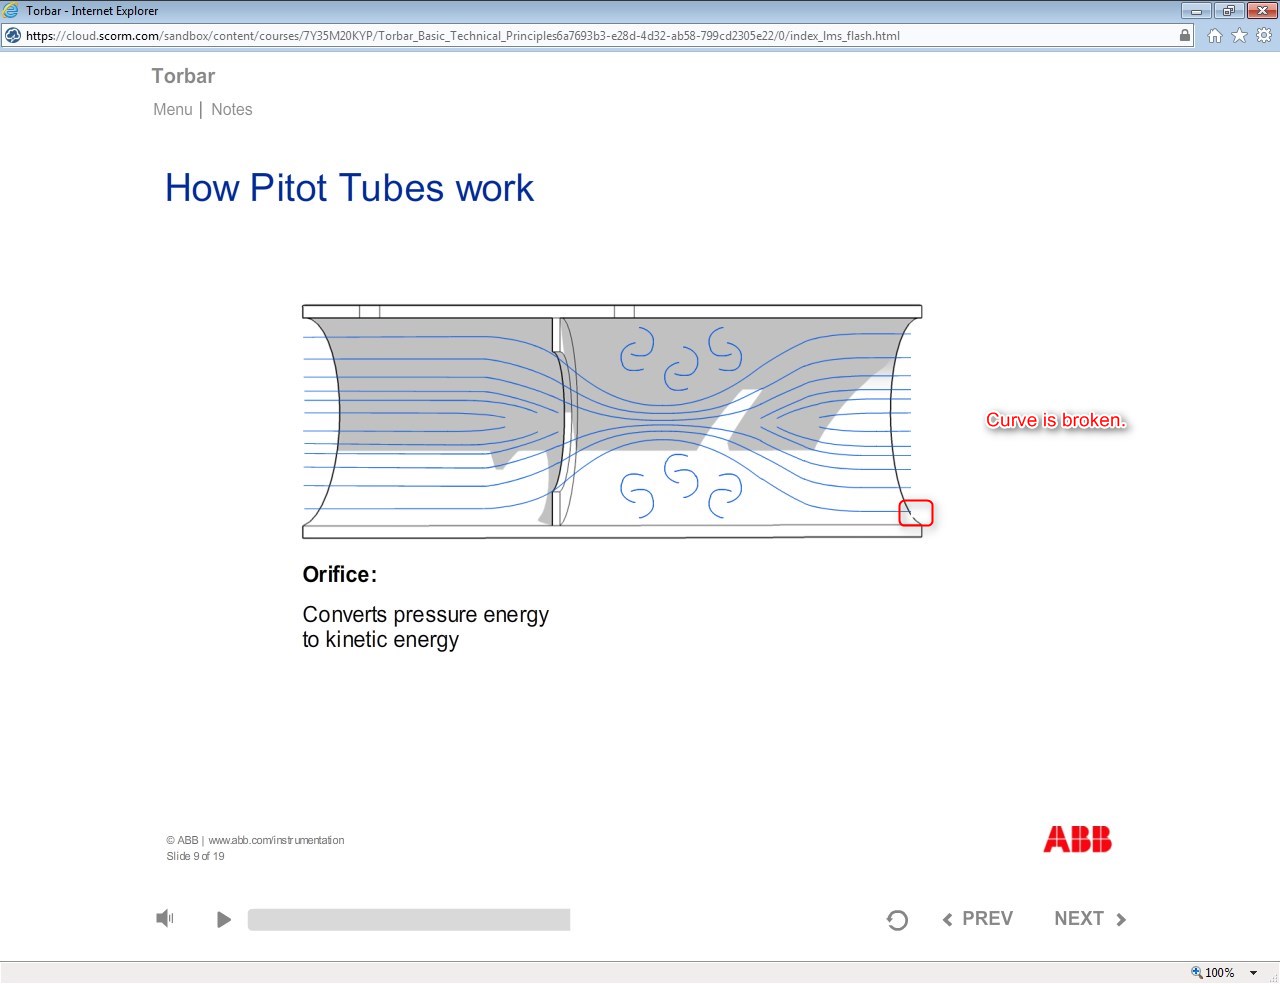 Torbar - Internet Explorer
https://cloud.scorm.com/sandbox/content/courses/7Y35M20KYP/Torbar_Basic_Technical_Principles6a7693b3-e28d-4d32-ab58-799cd2305e22/0/index_lms_flash.html
Torbar
Menu | Notes
How Pitot Tubes work
Curve is broken.
Orifice:
Converts pressure energy
to kinetic energy
© ABB | www.abb.com/instrumentation
Slide 9 of 19
ABB
PREV NEXT
100%